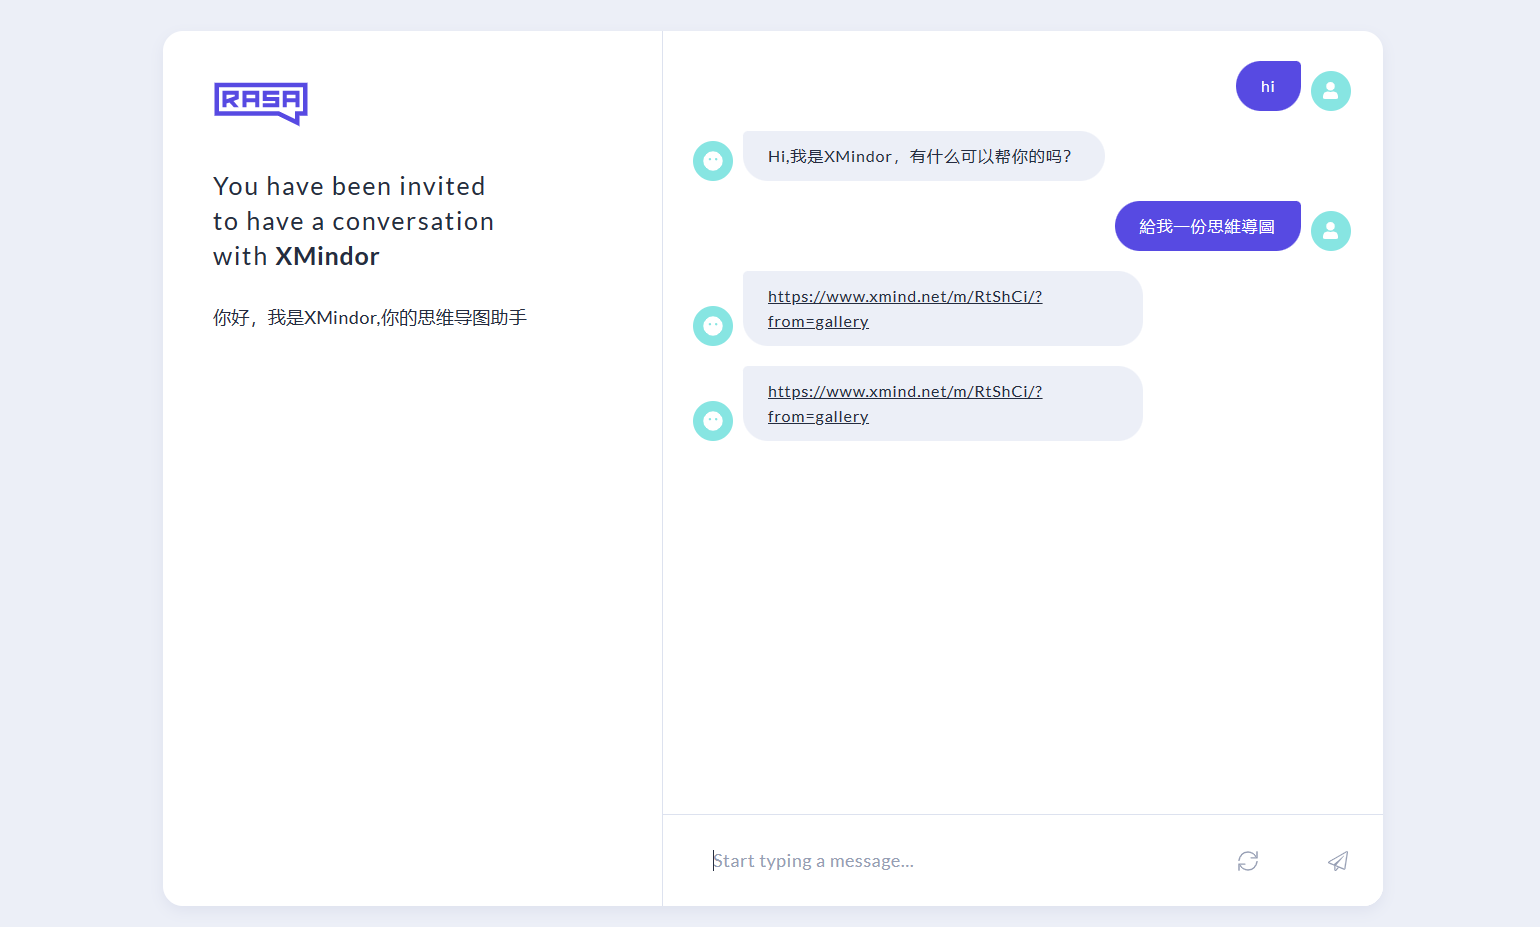 RASA
You have been invited
to have a conversation
with XMindor
你好，我是XMindor,你的思维导图助手
hi
Hi,我是XMindor，有什么可以帮你的吗？
給我一份思維導圖
https://www.xmind.net/m/RtShCi/?
from=gallery
https://www.xmind.net/m/RtShCi/?
from=gallery
Start typing a message...